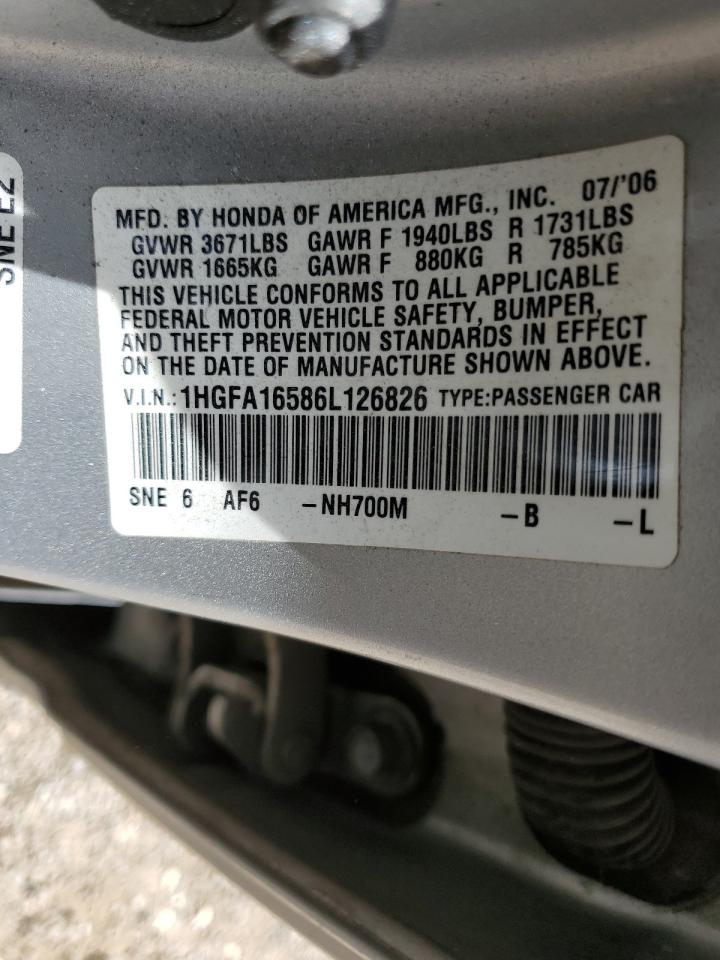 SNE E2
MFD. BY HONDA OF AMERICA MFG., INC. 07/'06
GVWR 3671LBS GAWR F 1940LBS R 1731LBS
GVWR 1665KG GAWR F 880KG R 785KG
THIS VEHICLE CONFORMS TO ALL APPLICABLE
FEDERAL MOTOR VEHICLE SAFETY, BUMPER,
AND THEFT PREVENTION STANDARDS IN EFFECT
ON THE DATE OF MANUFACTURE SHOWN ABOVE.
V.I.N.: 1HGFA16586L126826 TYPE:PASSENGER CAR
SNE 6 AF6 -NH700M -B -L